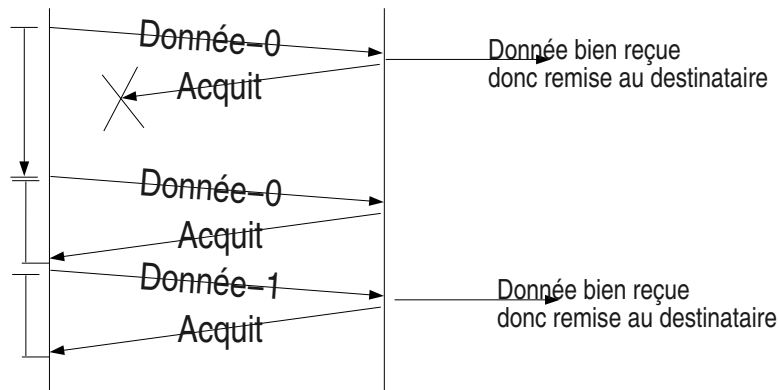 Donnée-0
Donnée bien reçue
donc remise au destinataire
Acquit
Donnée-0
Acquit
Donnée-1
Donnée bien reçue
donc remise au destinataire
Acquit